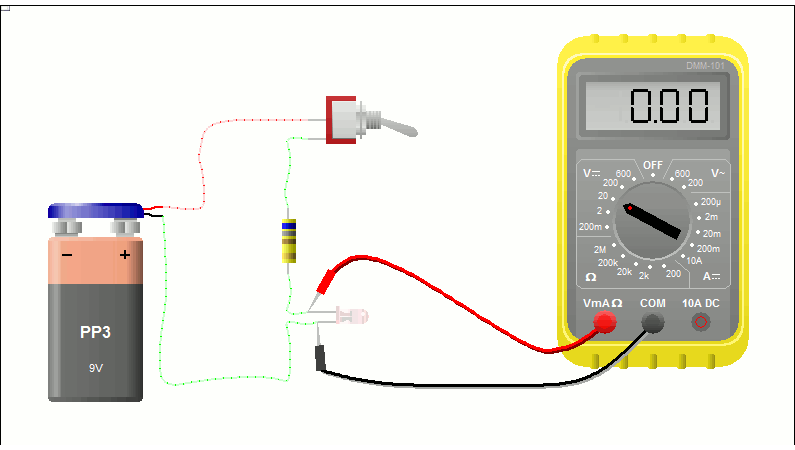 DMM-101
0.00
OFF
V⎓ 600 600 V~
200 200
20 200µ
2 2m
200m 20m
2M 200m
200k 10A
20k 2k 200
Ω A⎓
VmAΩ COM 10A DC
− +
PP3
9V